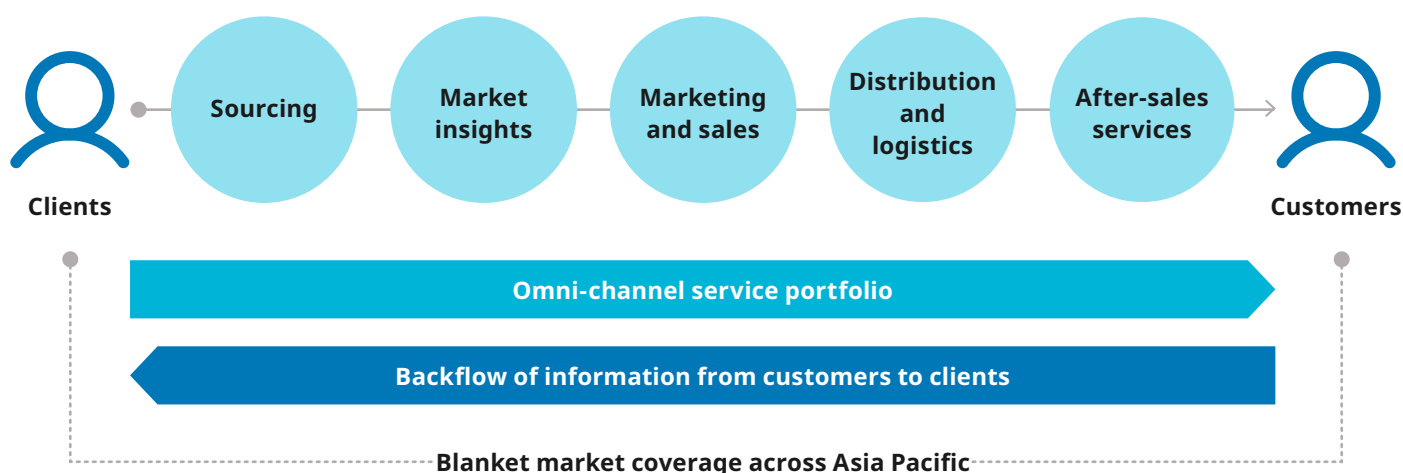 Sourcing
Market
insights
Marketing
and sales
Distribution
and
logistics
After-sales
services
Clients
Customers
Omni-channel service portfolio
Backflow of information from customers to clients
Blanket market coverage across Asia Pacific